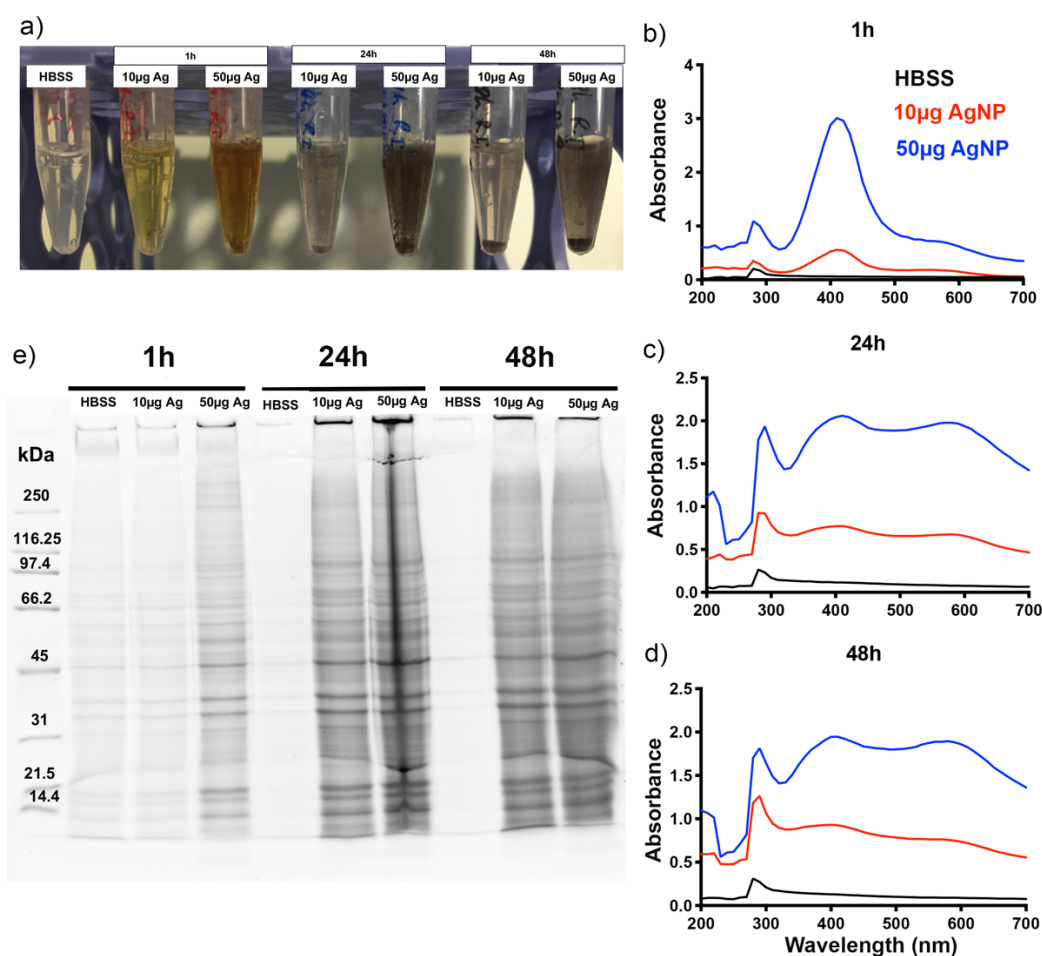 a)
1h
24h
48h
HBSS
10µg Ag
50µg Ag
10µg Ag
50µg Ag
10µg Ag
50µg Ag
b)
1h
HBSS
10µg AgNP
50µg AgNP
Absorbance
4
3
2
1
0
200
300
400
500
600
700
c)
24h
Absorbance
2.5
2.0
1.5
1.0
0.5
0.0
200
300
400
500
600
700
d)
48h
Absorbance
2.5
2.0
1.5
1.0
0.5
0.0
200
300
400
500
600
700
Wavelength (nm)
e)
1h
24h
48h
HBSS
10µg Ag
50µg Ag
HBSS
10µg Ag
50µg Ag
HBSS
10µg Ag
50µg Ag
kDa
250
116.25
97.4
66.2
45
31
21.5
14.4